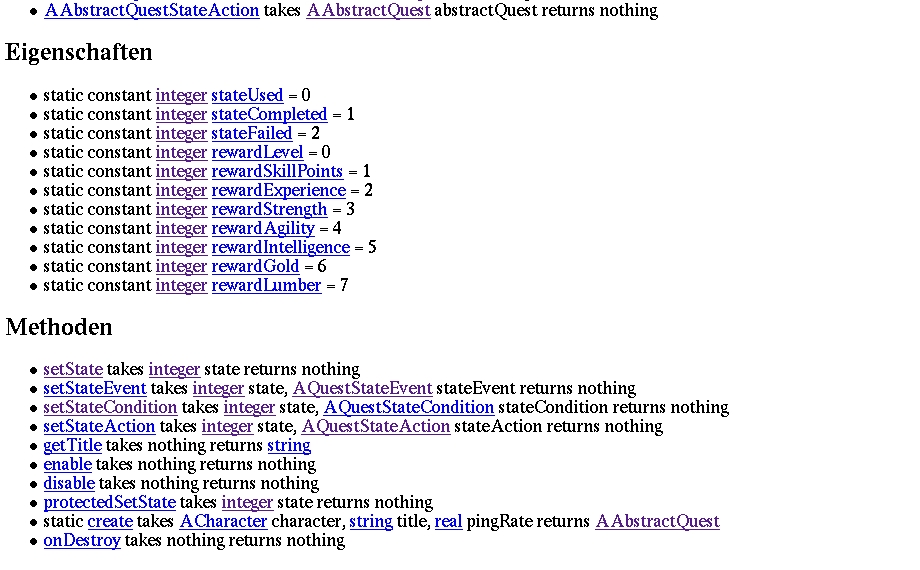 • AAbstractQuestStateAction takes AAbstractQuest abstractQuest returns nothing
Eigenschaften
• static constant integer stateUsed = 0
• static constant integer stateCompleted = 1
• static constant integer stateFailed = 2
• static constant integer rewardLevel = 0
• static constant integer rewardSkillPoints = 1
• static constant integer rewardExperience = 2
• static constant integer rewardStrength = 3
• static constant integer rewardAgility = 4
• static constant integer rewardIntelligence = 5
• static constant integer rewardGold = 6
• static constant integer rewardLumber = 7
Methoden
• setState takes integer state returns nothing
• setStateEvent takes integer state, AQuestStateEvent stateEvent returns nothing
• setStateCondition takes integer state, AQuestStateCondition stateCondition returns nothing
• setStateAction takes integer state, AQuestStateAction stateAction returns nothing
• getTitle takes nothing returns string
• enable takes nothing returns nothing
• disable takes nothing returns nothing
• protectedSetState takes integer state returns nothing
• static create takes ACharacter character, string title, real pingRate returns AAbstractQuest
• onDestroy takes nothing returns nothing